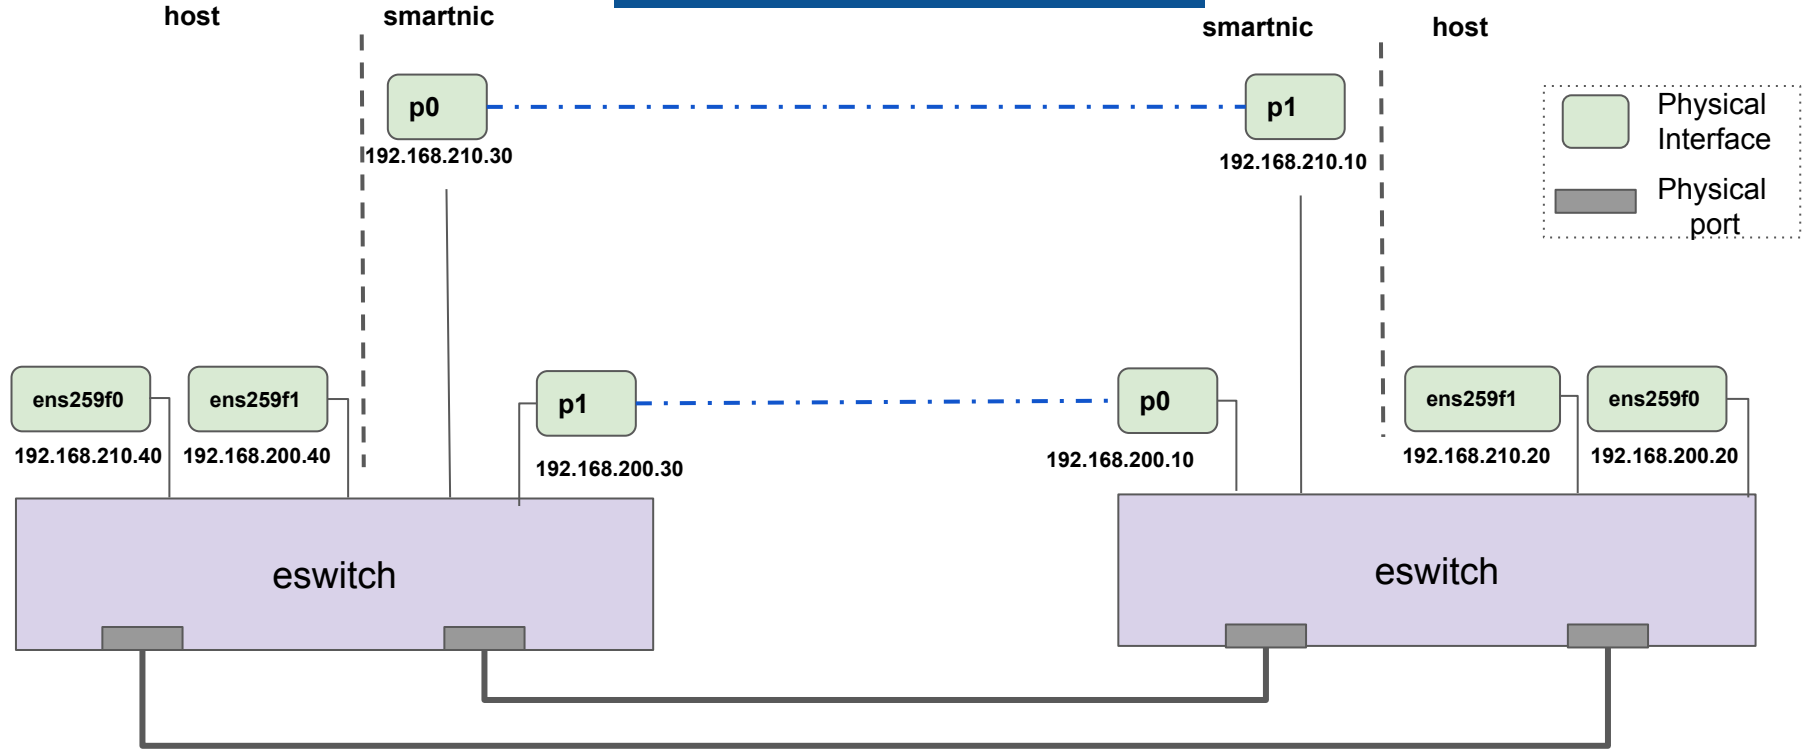 host
smartnic
smartnic
host
p0
192.168.210.30
p1
192.168.210.10
Physical
Interface
Physical
port
ens259f0
192.168.210.40
ens259f1
192.168.200.40
p1
192.168.200.30
p0
192.168.200.10
ens259f1
192.168.210.20
ens259f0
192.168.200.20
eswitch
eswitch